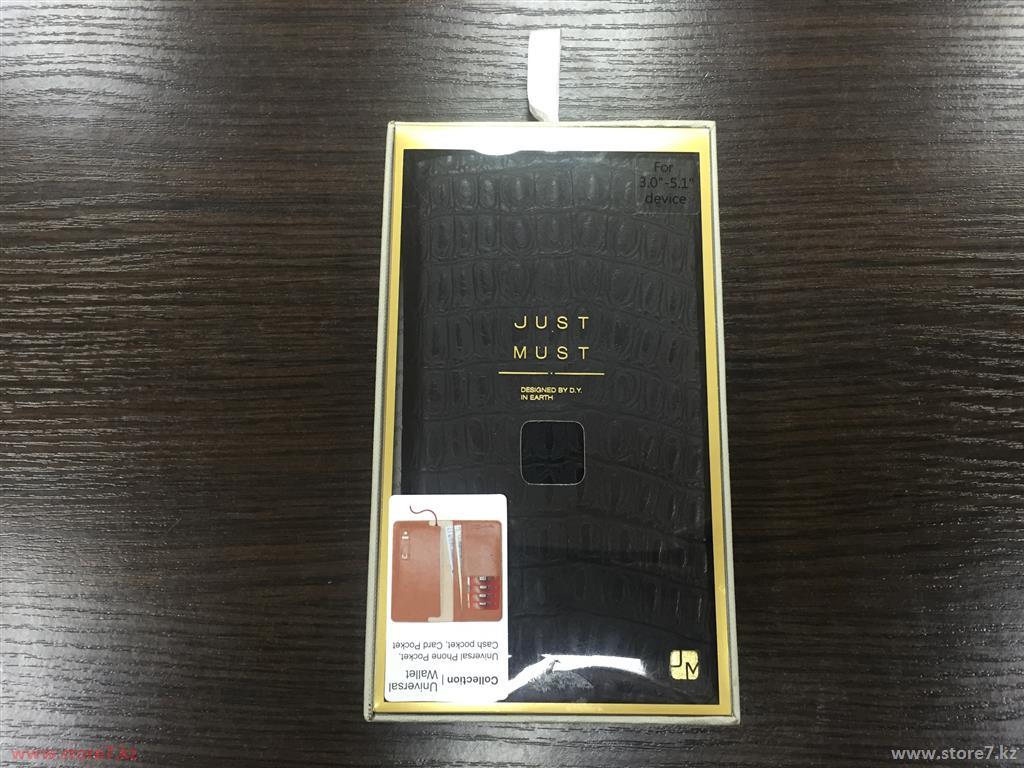 For
3.0"-5.1"
device
JUST
MUST
DESIGNED BY D.Y.
IN EARTH
JM
Collection | Universal
Wallet
Universal Phone Pocket,
Cash pocket, Card Pocket
www.store7.kz
www.store7.kz